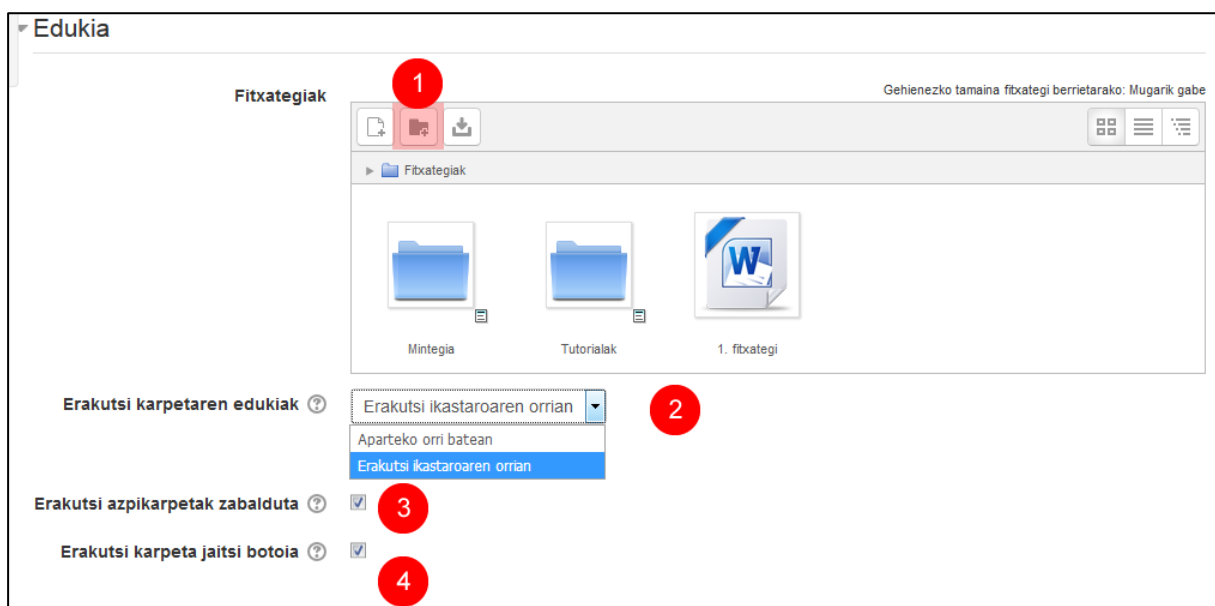 Edukia
1
Fitxategiak
Gehienezko tamaina fitxategi berrietarako: Mugarik gabe
Fitxategiak
W
Mintegia
Tutorialak
1. fitxategi
Erakutsi karpetaren edukiak ?
Erakutsi ikastaroaren orrian
2
Aparteko orri batean
Erakutsi ikastaroaren orrian
Erakutsi azpikarpetak zabalduta ?
3
Erakutsi karpeta jaitsi botoia ?
4